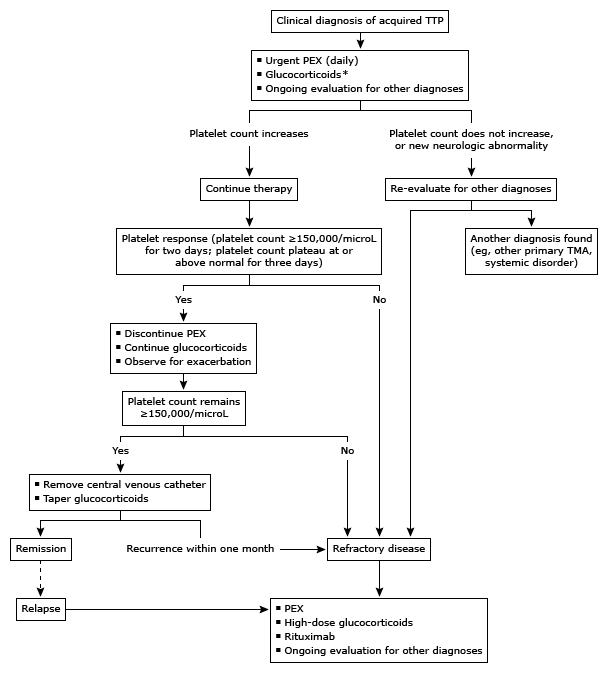 Clinical diagnosis of acquired TTP
▪ Urgent PEX (daily)
▪ Glucocorticoids*
▪ Ongoing evaluation for other diagnoses
Platelet count increases
Platelet count does not increase,
or new neurologic abnormality
Continue therapy
Re-evaluate for other diagnoses
Platelet response (platelet count ≥150,000/microL
for two days; platelet count plateau at or
above normal for three days)
Another diagnosis found
(eg, other primary TMA,
systemic disorder)
Yes
No
▪ Discontinue PEX
▪ Continue glucocorticoids
▪ Observe for exacerbation
Platelet count remains
≥150,000/microL
Yes
No
▪ Remove central venous catheter
▪ Taper glucocorticoids
Remission
Recurrence within one month
Refractory disease
Relapse
▪ PEX
▪ High-dose glucocorticoids
▪ Rituximab
▪ Ongoing evaluation for other diagnoses